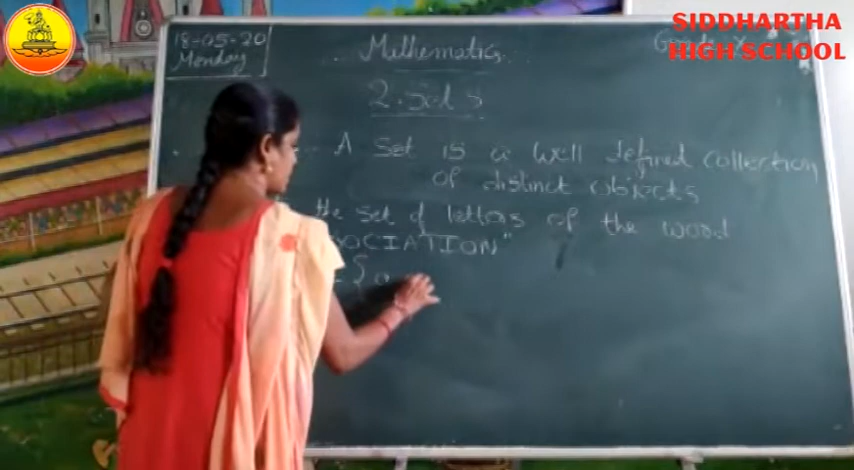 SIDDHARTHA
HIGH SCHOOL
18-05-20
Monday
Mathematics
2. Sets
A set is a well defined collection
of distinct objects
the set of letters of the word
OCIATION"
{a